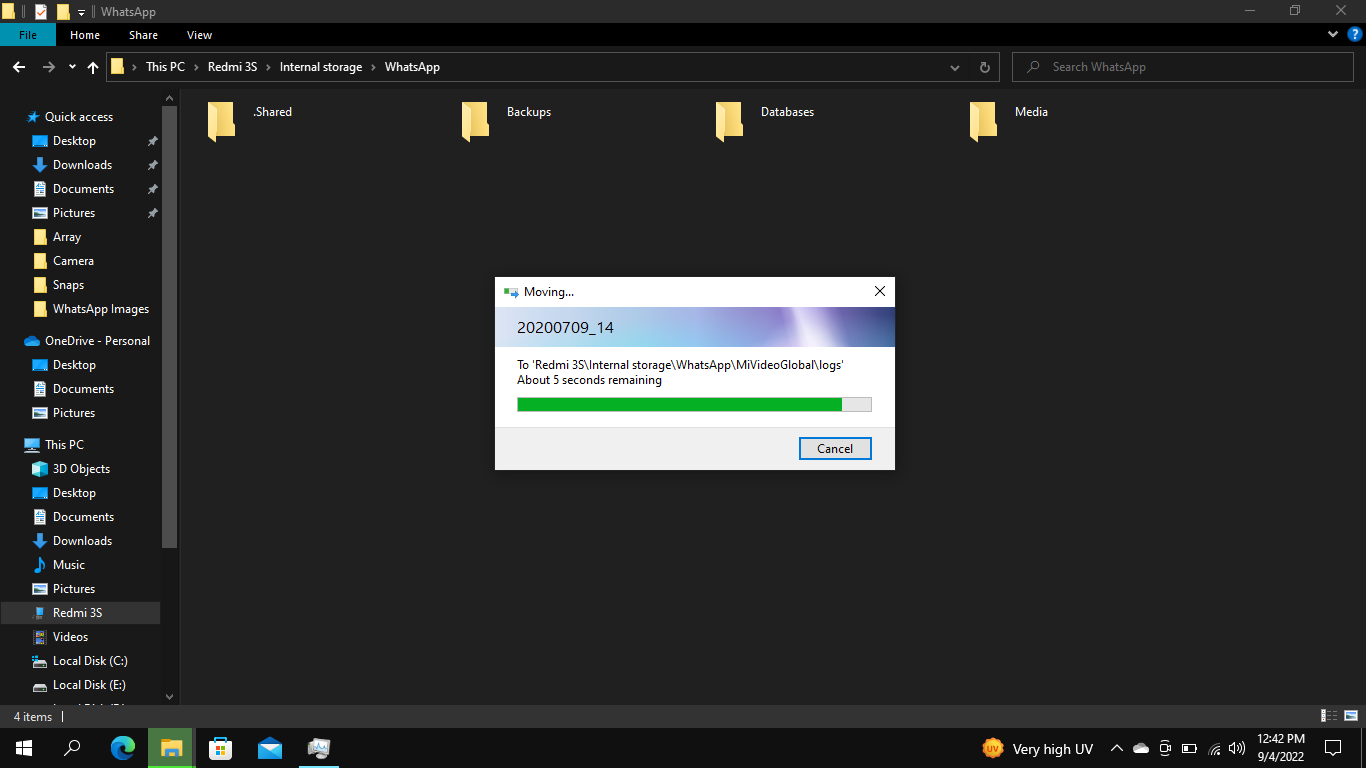 WhatsApp
File Home Share View
This PC Redmi 3S Internal storage WhatsApp
Search WhatsApp
.Shared Backups Databases Media
Quick access
Desktop
Downloads
Documents
Pictures
Array
Camera
Snaps
WhatsApp Images
OneDrive - Personal
Desktop
Documents
Pictures
This PC
3D Objects
Desktop
Documents
Downloads
Music
Pictures
Redmi 3S
Videos
Local Disk (C:)
Local Disk (E:)
Moving...
20200709_14
To 'Redmi 3S\Internal storage\WhatsApp\MiVideoGlobal\logs'
About 5 seconds remaining
Cancel
4 items
UV Very high UV
12:42 PM
9/4/2022